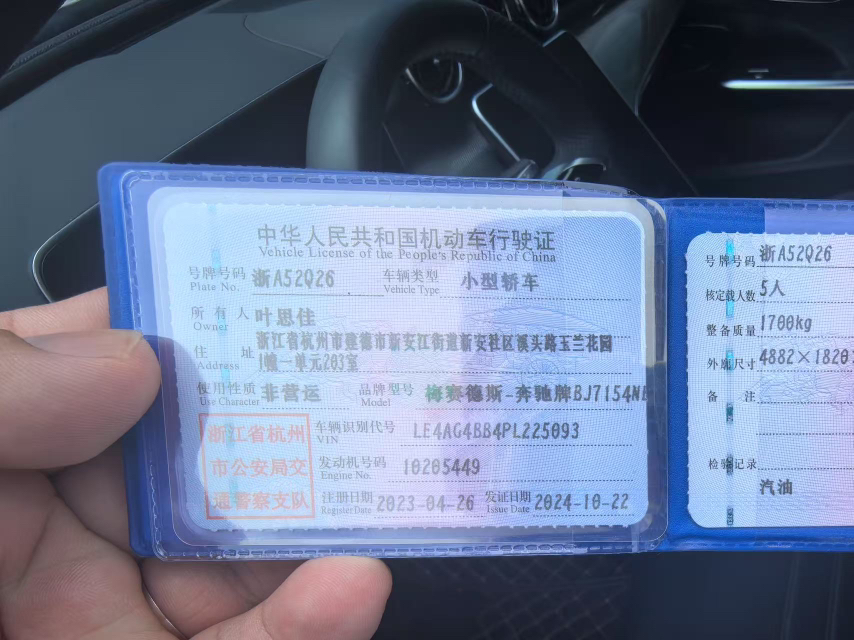 中华人民共和国机动车行驶证
Vehicle License of the People's Republic of China
号牌号码 浙A52Q26 车辆类型 小型轿车
Plate No. Vehicle Type
所有人 叶思佳
Owner
住址 浙江省杭州市建德市新安江街道新安社区溪头路玉兰花园
Address 1幢一单元203室
使用性质 非营运 品牌型号 梅赛德斯-奔驰牌BJ7154NE
Use Character Model
浙江省杭州
市公安局交
通警察支队
车辆识别代号 LE4AG4BB4PL225093
VIN
发动机号码 10205449
Engine No.
注册日期 2023-04-26 发证日期 2024-10-22
Register Date Issue Date
号牌号码 浙A52Q26
核定载人数 5人
整备质量 1700kg
外廓尺寸 4882×1820
备注
检验记录
汽油